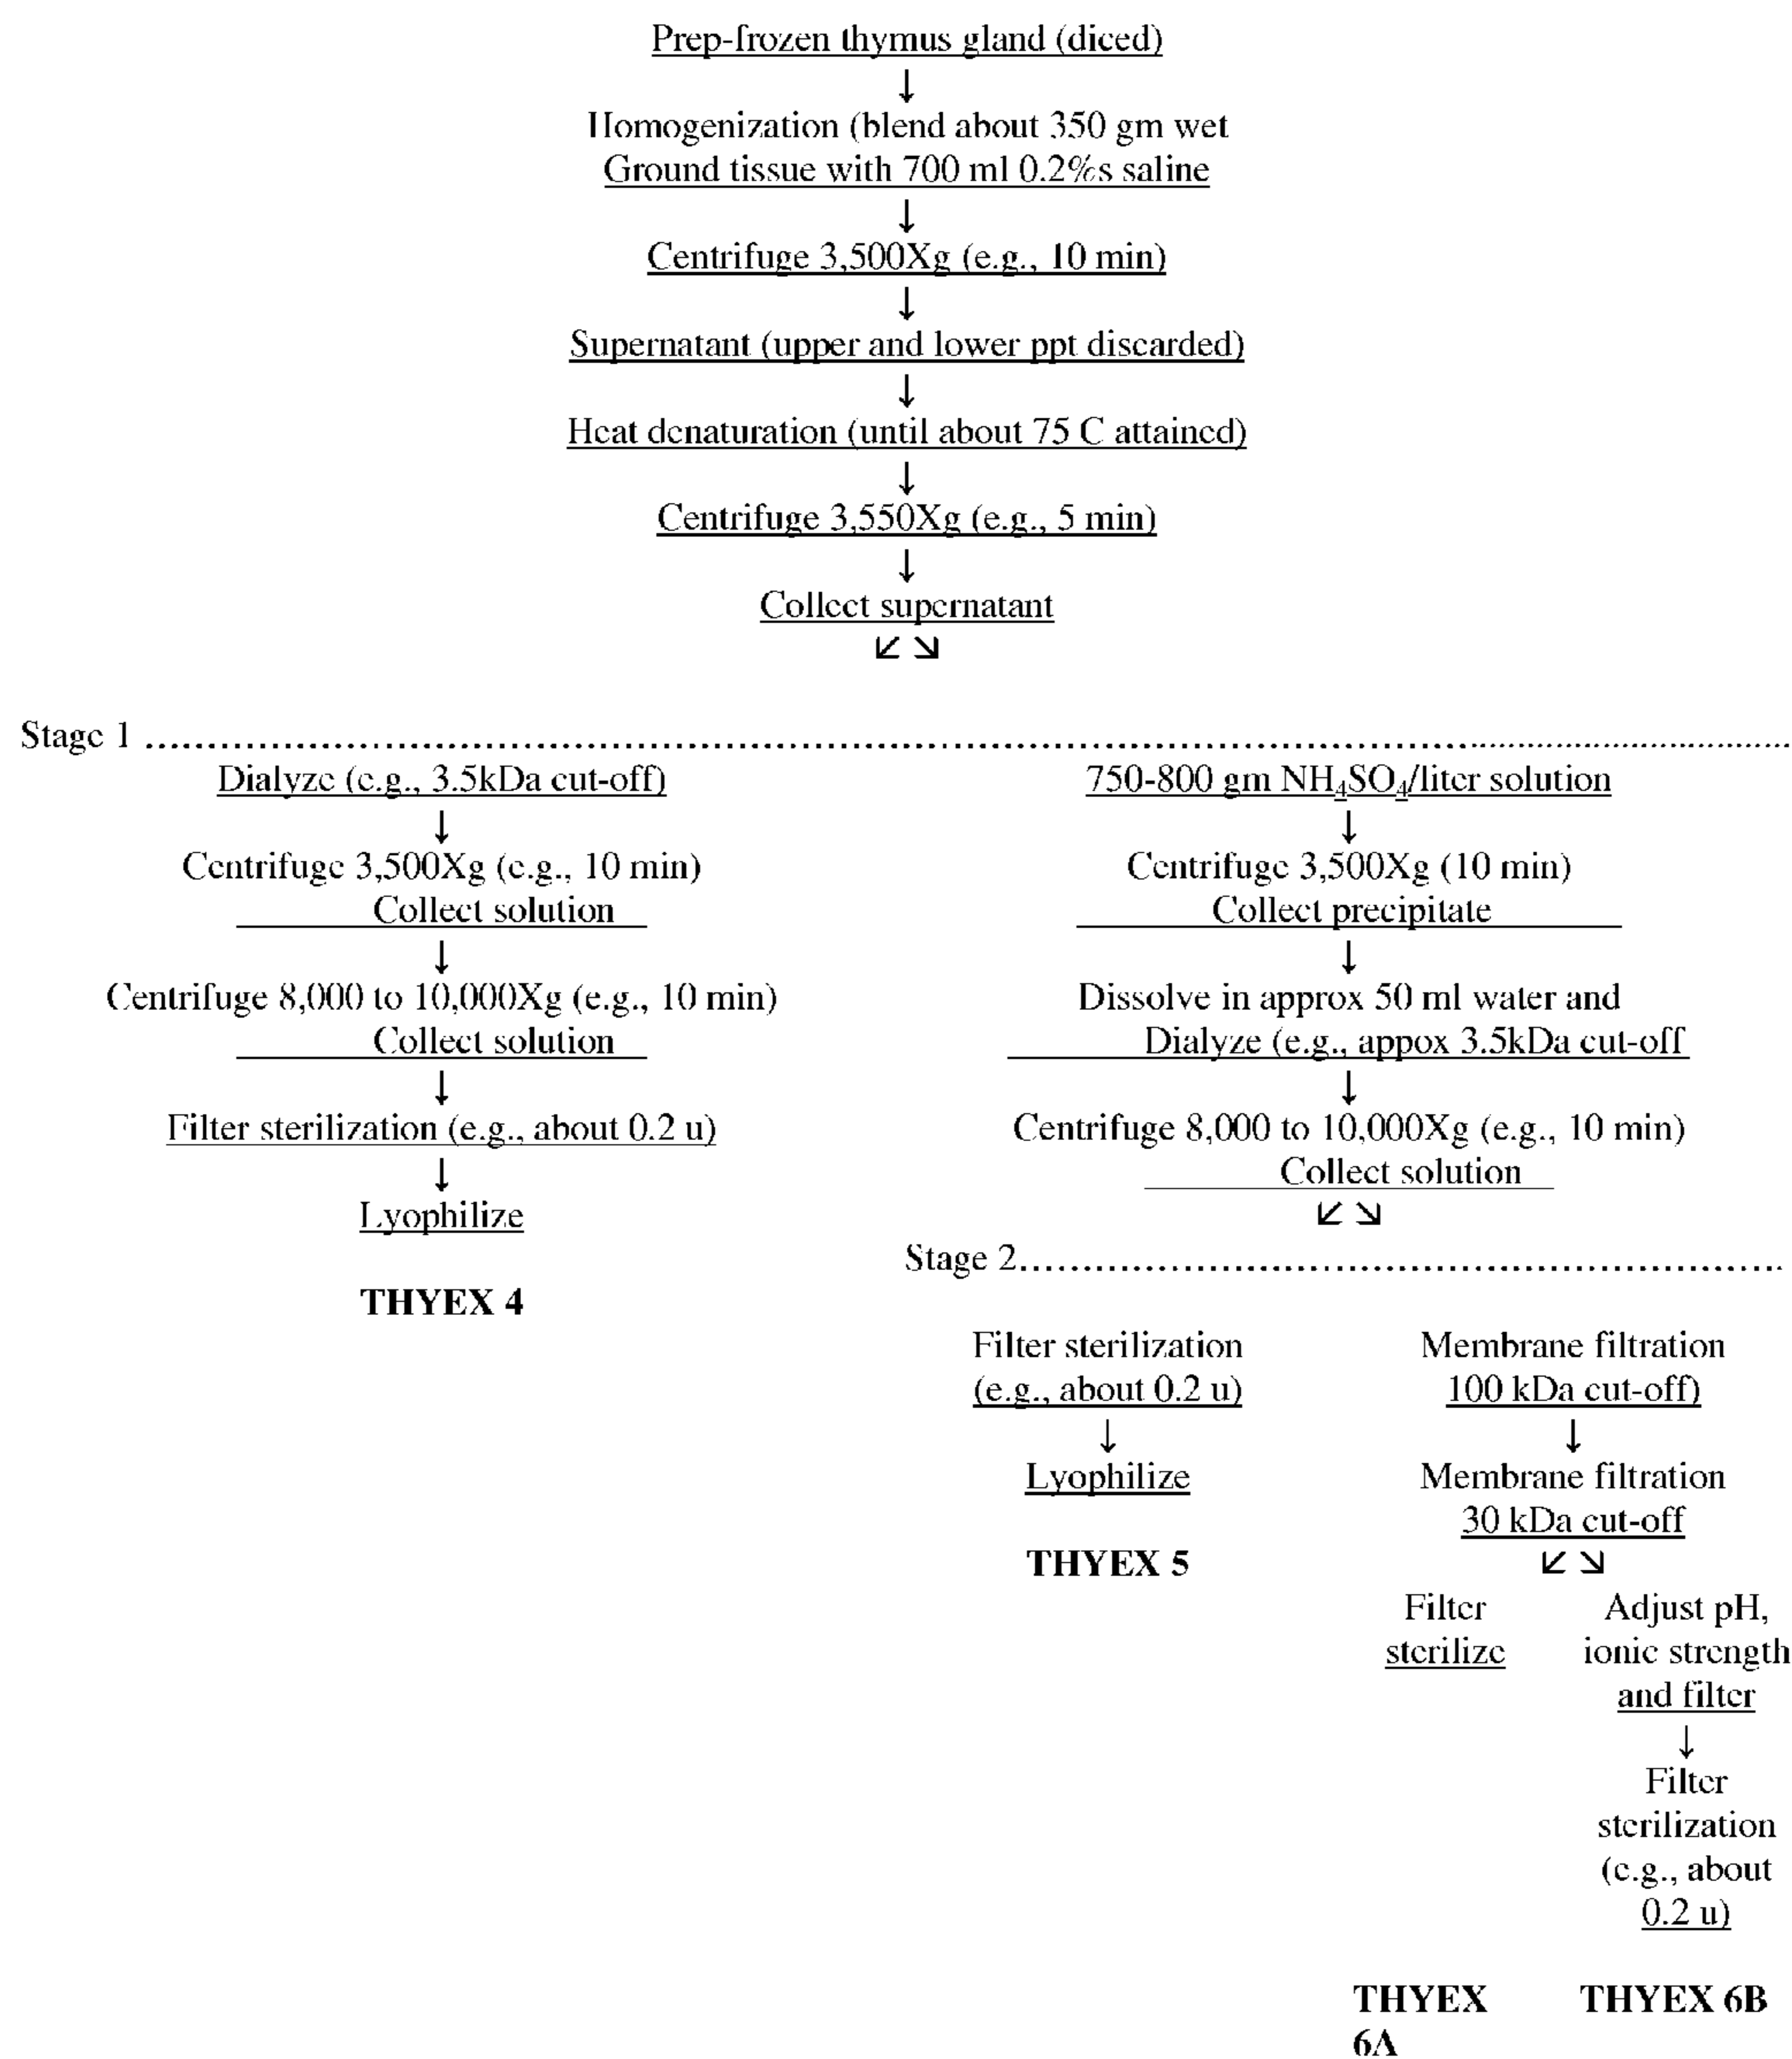 Prep-frozen thymus gland (diced)
↓
Homogenization (blend about 350 gm wet
Ground tissue with 700 ml 0.2%s saline
↓
Centrifuge 3,500Xg (e.g., 10 min)
↓
Supernatant (upper and lower ppt discarded)
↓
Heat denaturation (until about 75 C attained)
↓
Centrifuge 3,550Xg (e.g., 5 min)
↓
Collect supernatant
↙ ↘
Stage 1 ........................................................................
Dialyze (e.g., 3.5kDa cut-off)
↓
Centrifuge 3,500Xg (e.g., 10 min)
Collect solution
↓
Centrifuge 8,000 to 10,000Xg (e.g., 10 min)
Collect solution
↓
Filter sterilization (e.g., about 0.2 u)
↓
Lyophilize
THYEX 4
750-800 gm NH4SO4/liter solution
↓
Centrifuge 3,500Xg (10 min)
Collect precipitate
↓
Dissolve in approx 50 ml water and
Dialyze (e.g., appox 3.5kDa cut-off
↓
Centrifuge 8,000 to 10,000Xg (e.g., 10 min)
Collect solution
↙ ↘
Stage 2............................................................
Filter sterilization
(e.g., about 0.2 u)
↓
Lyophilize
THYEX 5
Membrane filtration
100 kDa cut-off)
↓
Membrane filtration
30 kDa cut-off
↙ ↘
Filter
sterilize
THYEX
6A
Adjust pH,
ionic strength
and filter
↓
Filter
sterilization
(e.g., about
0.2 u)
THYEX 6B